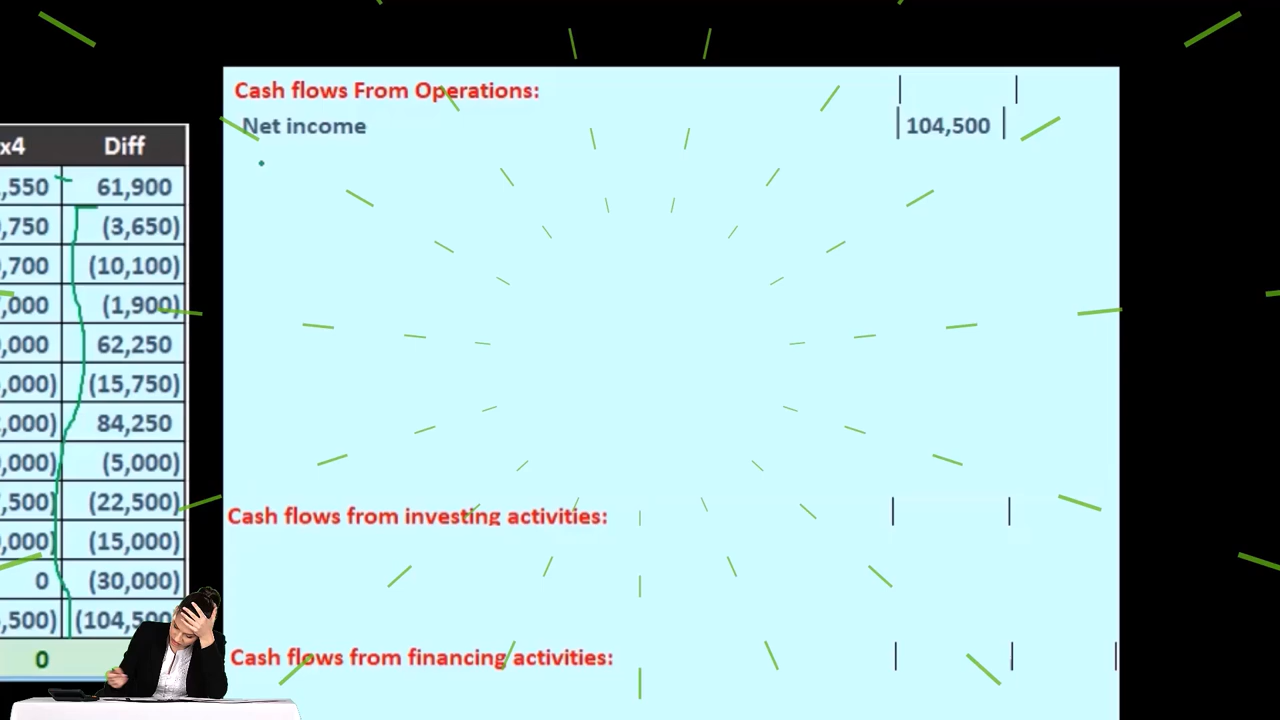 x4 Diff
,550 61,900
,750 (3,650)
,700 (10,100)
,000 (1,900)
,000 62,250
,000) (15,750)
,000) 84,250
,000) (5,000)
,500) (22,500)
,000) (15,000)
0 (30,000)
,500) (104,500)
0
Cash flows From Operations:
Net income 104,500
Cash flows from investing activities:
Cash flows from financing activities: